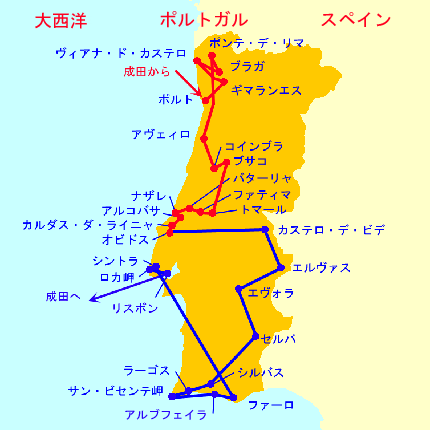 大西洋 ポルトガル スペイン
ポンテ・デ・リマ
ヴィアナ・ド・カステロ
ブラガ
成田から
ギマランエス
ポルト
アヴェイロ
コインブラ
ブサコ
バターリャ
ナザレ
ファティマ
アルコバサ
トマール
カルダス・ダ・ライニャ
カステロ・デ・ビデ
オビドス
シントラ
エルヴァス
ロカ岬
成田へ
エヴォラ
リスボン
セルパ
ラーゴス
シルバス
サン・ビセンテ岬
ファーロ
アルブフェイラ